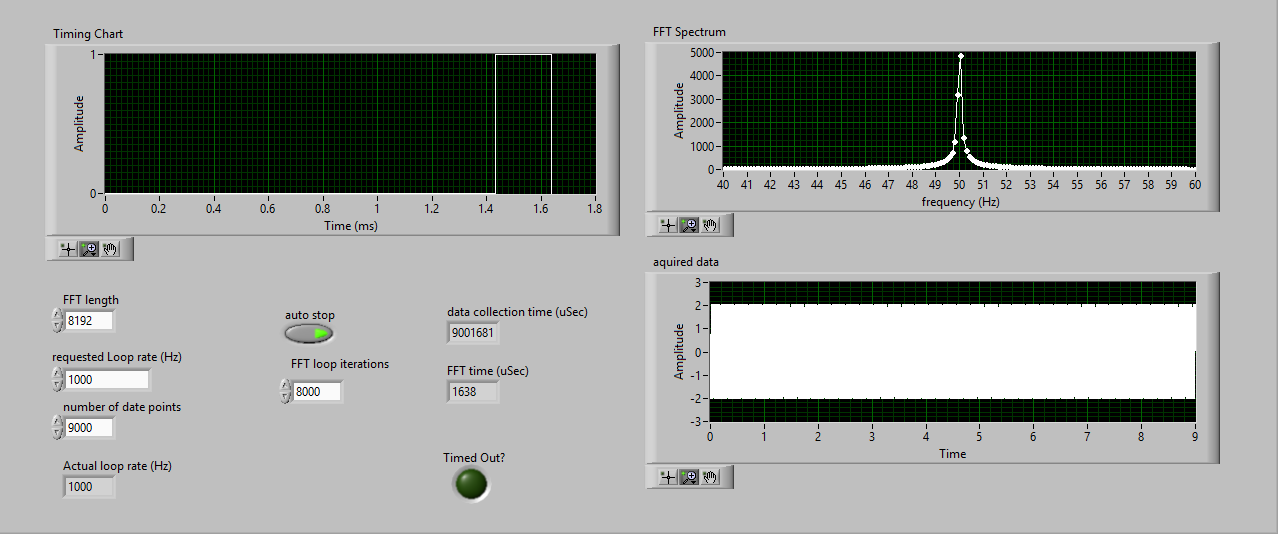 Timing Chart
Amplitude
1
0
0 0.2 0.4 0.6 0.8 1 1.2 1.4 1.6 1.8
Time (ms)
FFT Spectrum
Amplitude
5000
4000
3000
2000
1000
0
40 41 42 43 44 45 46 47 48 49 50 51 52 53 54 55 56 57 58 59 60
frequency (Hz)
FFT length
8192
requested Loop rate (Hz)
1000
number of date points
9000
Actual loop rate (Hz)
1000
auto stop
FFT loop iterations
8000
data collection time (uSec)
9001681
FFT time (uSec)
1638
Timed Out?
aquired data
Amplitude
3
2
1
0
-1
-2
-3
0 1 2 3 4 5 6 7 8 9
Time